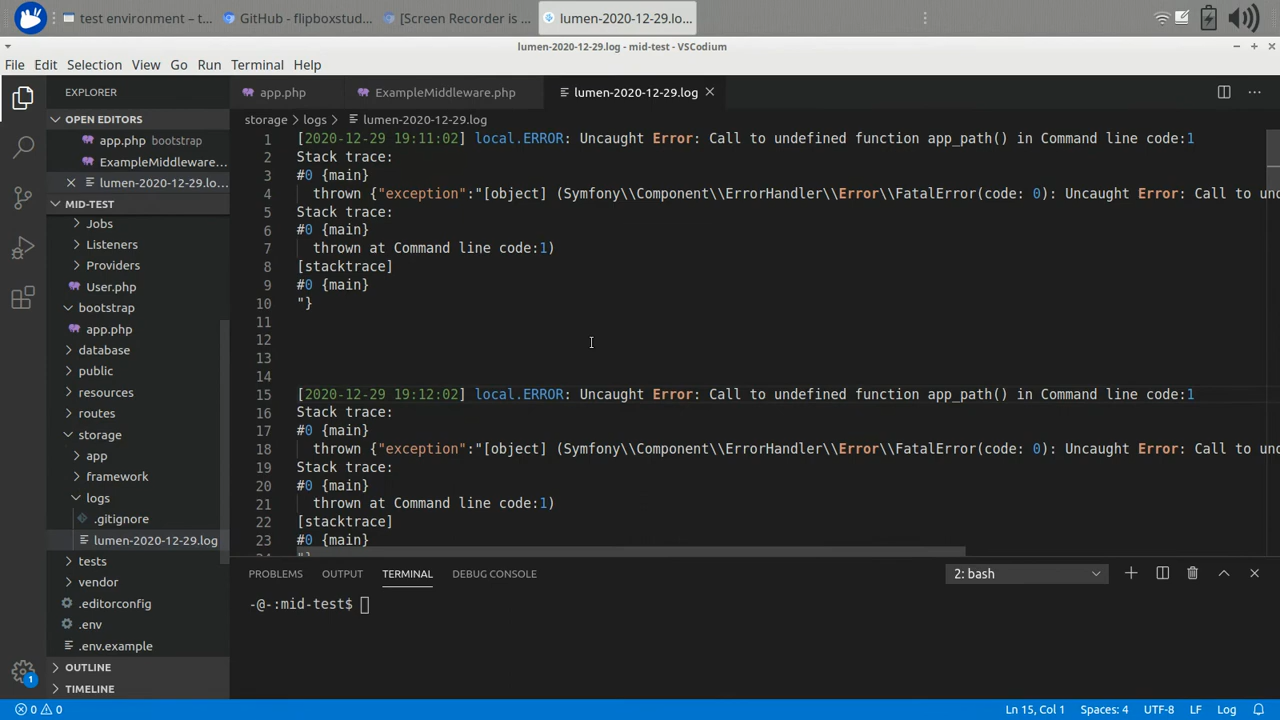 test environment – t...
GitHub - flipboxstud...
[Screen Recorder is ...
lumen-2020-12-29.lo...
lumen-2020-12-29.log - mid-test - VSCodium
File Edit Selection View Go Run Terminal Help
EXPLORER
OPEN EDITORS
app.php bootstrap
ExampleMiddleware...
lumen-2020-12-29.lo...
MID-TEST
Jobs
Listeners
Providers
User.php
bootstrap
app.php
database
public
resources
routes
storage
app
framework
logs
.gitignore
lumen-2020-12-29.log
tests
vendor
.editorconfig
.env
.env.example
OUTLINE
TIMELINE
1
app.php
ExampleMiddleware.php
lumen-2020-12-29.log
storage > logs > lumen-2020-12-29.log
1 [2020-12-29 19:11:02] local.ERROR: Uncaught Error: Call to undefined function app_path() in Command line code:1
2 Stack trace:
3 #0 {main}
4 thrown {"exception":"[object] (Symfony\\Component\\ErrorHandler\\Error\\FatalError(code: 0): Uncaught Error: Call to und
5 Stack trace:
6 #0 {main}
7 thrown at Command line code:1)
8 [stacktrace]
9 #0 {main}
10 "}
11
12
13
14
15 [2020-12-29 19:12:02] local.ERROR: Uncaught Error: Call to undefined function app_path() in Command line code:1
16 Stack trace:
17 #0 {main}
18 thrown {"exception":"[object] (Symfony\\Component\\ErrorHandler\\Error\\FatalError(code: 0): Uncaught Error: Call to und
19 Stack trace:
20 #0 {main}
21 thrown at Command line code:1)
22 [stacktrace]
23 #0 {main}
PROBLEMS OUTPUT TERMINAL DEBUG CONSOLE
2: bash
-@-:mid-test$
0 0
Ln 15, Col 1 Spaces: 4 UTF-8 LF Log